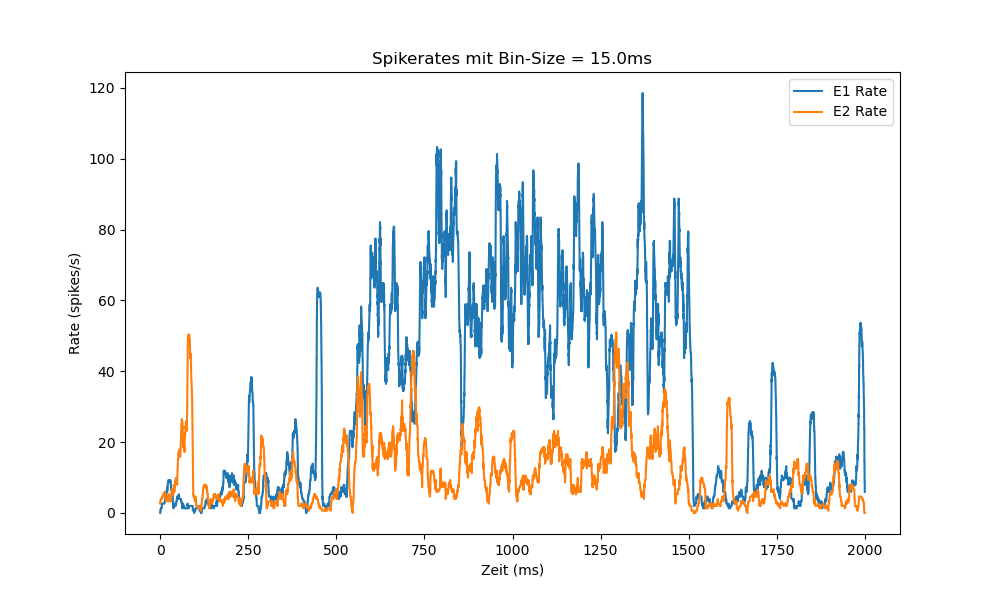 Spikerates mit Bin-Size = 15.0ms
E1 Rate
E2 Rate
120
100
80
60
40
20
0
Rate (spikes/s)
0 250 500 750 1000 1250 1500 1750 2000
Zeit (ms)